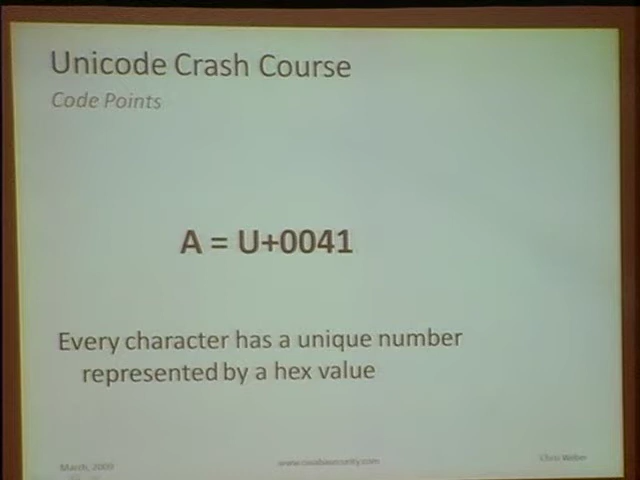 Unicode Crash Course
Code Points
A = U+0041
Every character has a unique number
represented by a hex value
March, 2009
www.casabasecurity.com
Chris Weber